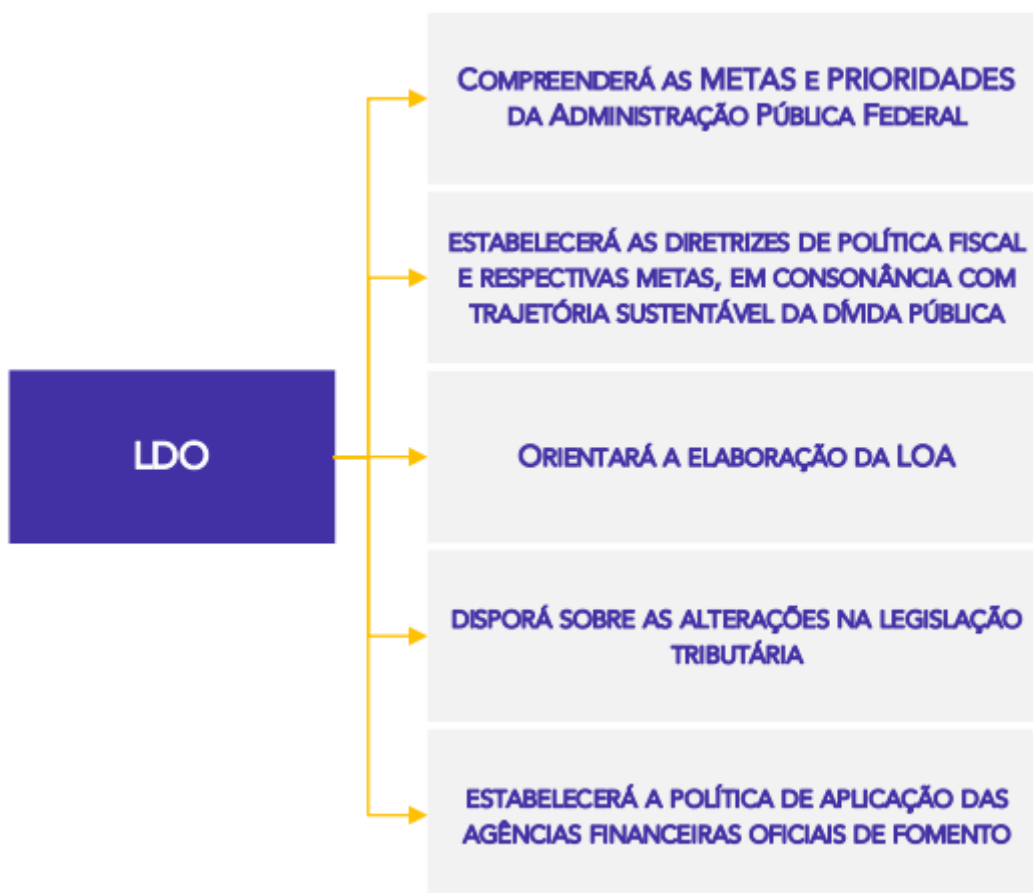 COMPREENDERÁ AS METAS E PRIORIDADES
DA ADMINISTRAÇÃO PÚBLICA FEDERAL
ESTABELECERÁ AS DIRETRIZES DE POLÍTICA FISCAL
E RESPECTIVAS METAS, EM CONSONÂNCIA COM
TRAJETÓRIA SUSTENTÁVEL DA DÍVIDA PÚBLICA
LDO
ORIENTARÁ A ELABORAÇÃO DA LOA
DISPORÁ SOBRE AS ALTERAÇÕES NA LEGISLAÇÃO
TRIBUTÁRIA
ESTABELECERÁ A POLÍTICA DE APLICAÇÃO DAS
AGÊNCIAS FINANCEIRAS OFICIAIS DE FOMENTO